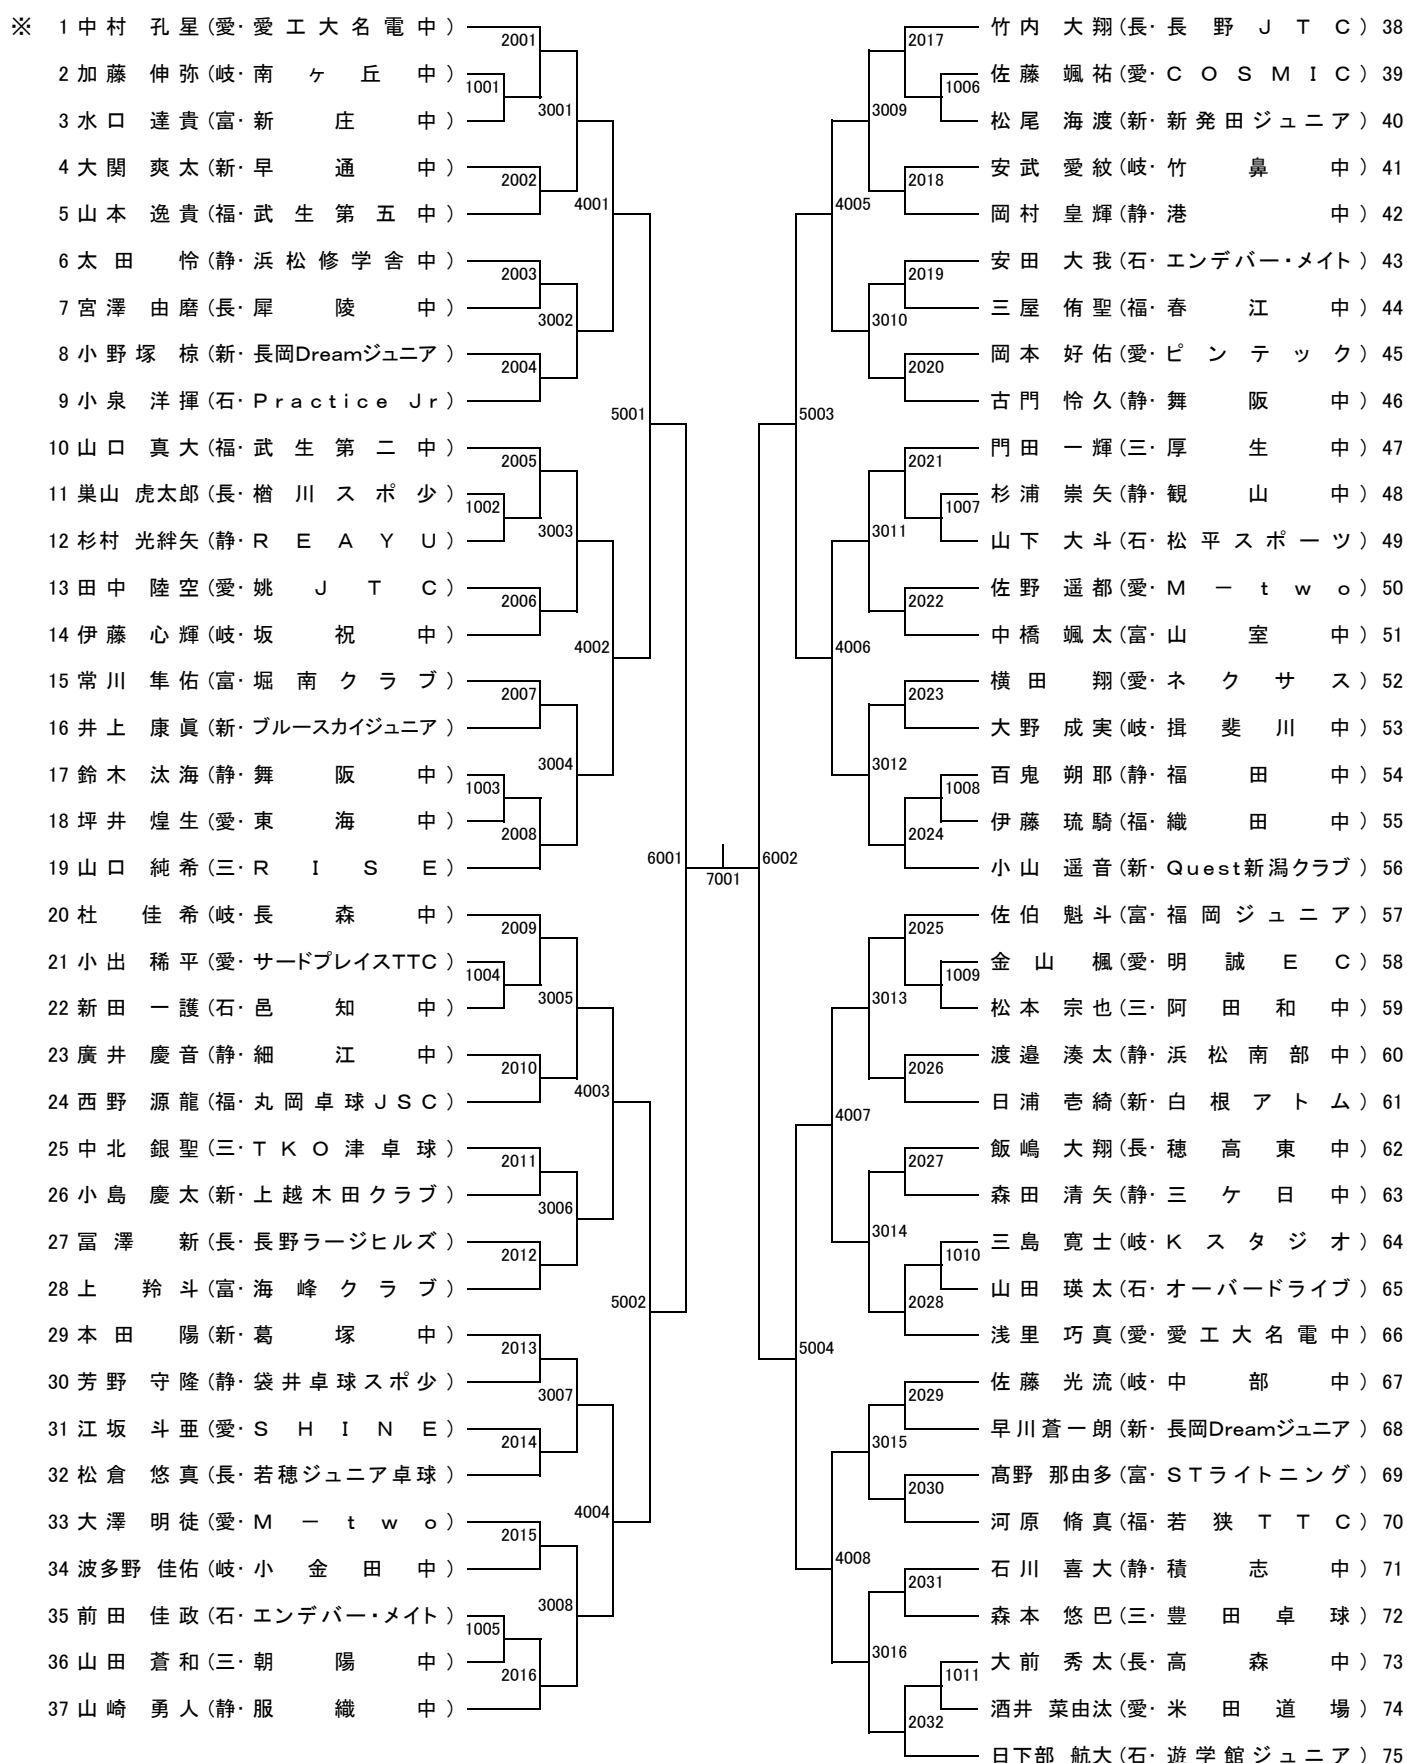 ※ 1 中村 孔星 (愛・愛工大名電中)
2 加藤 伸弥 (岐・南ヶ丘中)
3 水口 達貴 (富・新庄中)
4 大関 爽太 (新・早通中)
5 山本 逸貴 (福・武生第五中)
6 太田 怜 (静・浜松修学舎中)
7 宮澤 由磨 (長・犀陵中)
8 小野塚 椋 (新・長岡Dreamジュニア)
9 小泉 洋揮 (石・Practice Jr)
10 山口 真大 (福・武生第二中)
11 巣山 虎太郎 (長・楢川スポ少)
12 杉村 光絆矢 (静・REAYU)
13 田中 陸空 (愛・姚JTC)
14 伊藤 心輝 (岐・坂祝中)
15 常川 隼佑 (富・堀南クラブ)
16 井上 康眞 (新・ブルースカイジュニア)
17 鈴木 汰海 (静・舞阪中)
18 坪井 煌生 (愛・東海中)
19 山口 純希 (三・RISE)
20 杜 佳希 (岐・長森中)
21 小出 稀平 (愛・サードプレイスTTC)
22 新田 一護 (石・邑知中)
23 廣井 慶音 (静・細江中)
24 西野 源龍 (福・丸岡卓球JSC)
25 中北 銀聖 (三・TKO津卓球)
26 小島 慶太 (新・上越木田クラブ)
27 冨澤 新 (長・長野ラージヒルズ)
28 上 羚斗 (富・海峰クラブ)
29 本田 陽 (新・葛塚中)
30 芳野 守隆 (静・袋井卓球スポ少)
31 江坂 斗亜 (愛・SHINE)
32 松倉 悠真 (長・若穂ジュニア卓球)
33 大澤 明徒 (愛・M－two)
34 波多野 佳佑 (岐・小金田中)
35 前田 佳政 (石・エンデバー・メイト)
36 山田 蒼和 (三・朝陽中)
37 山崎 勇人 (静・服織中)
2001
1001
3001
2002
4001
2003
3002
2004
5001
2005
1002
3003
2006
4002
2007
3004
1003
2008
6001
2009
1004
3005
2010
4003
2011
3006
2012
5002
2013
3007
2014
4004
2015
3008
1005
2016
7001
6002
2017
1006
3009
2018
4005
2019
3010
2020
5003
2021
1007
3011
2022
4006
2023
3012
1008
2024
2025
1009
3013
2026
4007
2027
3014
1010
2028
5004
2029
3015
2030
4008
2031
3016
1011
2032
竹内 大翔 (長・長野JTC) 38
佐藤 颯祐 (愛・COSMIC) 39
松尾 海渡 (新・新発田ジュニア) 40
安武 愛紋 (岐・竹鼻中) 41
岡村 皇輝 (静・港中) 42
安田 大我 (石・エンデバー・メイト) 43
三屋 侑聖 (福・春江中) 44
岡本 好佑 (愛・ピンテック) 45
古門 怜久 (静・舞阪中) 46
門田 一輝 (三・厚生中) 47
杉浦 崇矢 (静・観山中) 48
山下 大斗 (石・松平スポーツ) 49
佐野 遥都 (愛・M－two) 50
中橋 颯太 (富・山室中) 51
横田 翔 (愛・ネクサス) 52
大野 成実 (岐・揖斐川中) 53
百鬼 朔耶 (静・福田中) 54
伊藤 琉騎 (福・織田中) 55
小山 遥音 (新・Quest新潟クラブ) 56
佐伯 魁斗 (富・福岡ジュニア) 57
金山 楓 (愛・明誠EC) 58
松本 宗也 (三・阿田和中) 59
渡邉 湊太 (静・浜松南部中) 60
日浦 壱綺 (新・白根アトム) 61
飯嶋 大翔 (長・穂高東中) 62
森田 清矢 (静・三ケ日中) 63
三島 寛士 (岐・Kスタジオ) 64
山田 瑛太 (石・オーバードライブ) 65
浅里 巧真 (愛・愛工大名電中) 66
佐藤 光流 (岐・中部中) 67
早川 蒼一朗 (新・長岡Dreamジュニア) 68
髙野 那由多 (富・STライトニング) 69
河原 脩真 (福・若狭TTC) 70
石川 喜大 (静・積志中) 71
森本 悠巴 (三・豊田卓球) 72
大前 秀太 (長・高森中) 73
酒井 菜由汰 (愛・米田道場) 74
日下部 航大 (石・遊学館ジュニア) 75